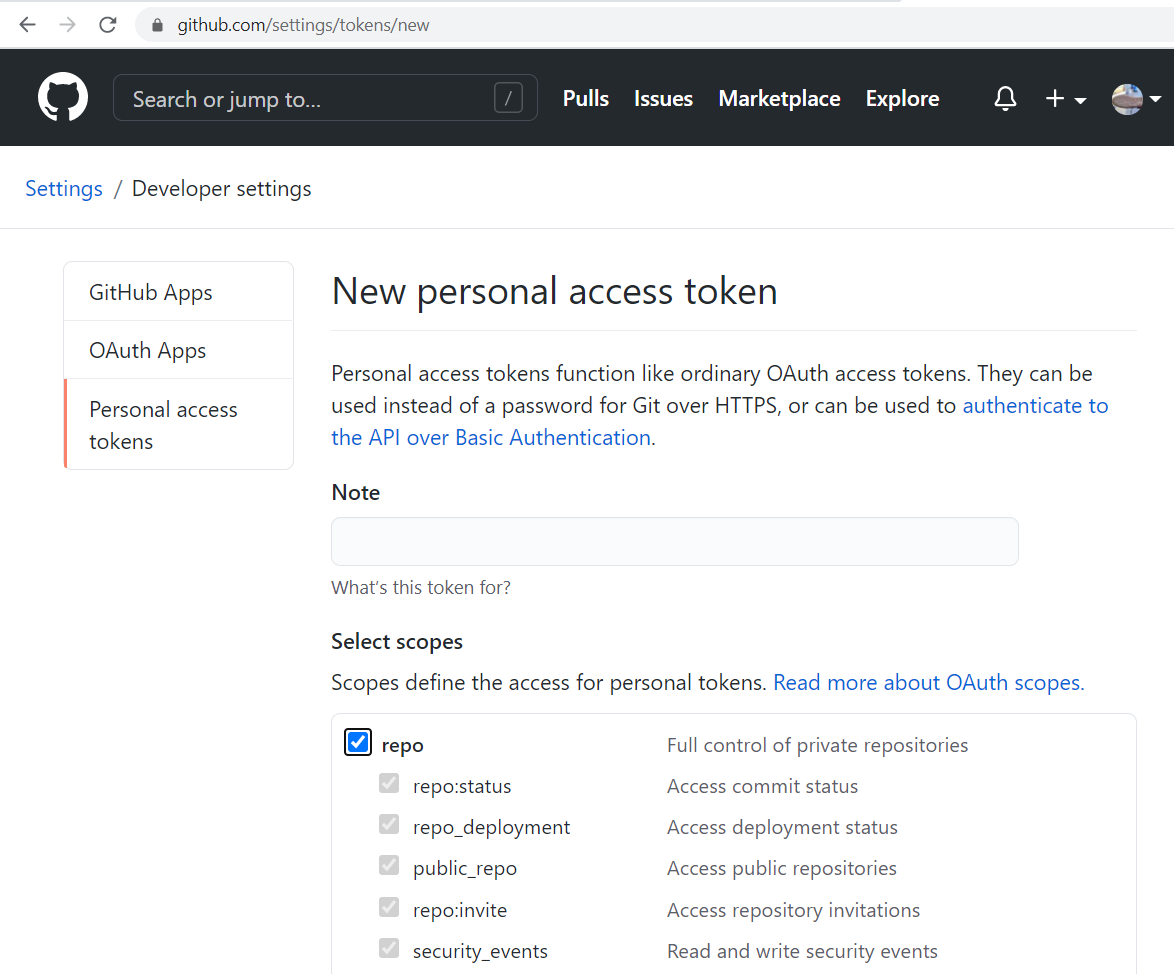 github.com/settings/tokens/new
Search or jump to... /
Pulls Issues Marketplace Explore
Settings / Developer settings
GitHub Apps
OAuth Apps
Personal access
tokens
New personal access token
Personal access tokens function like ordinary OAuth access tokens. They can be
used instead of a password for Git over HTTPS, or can be used to authenticate to
the API over Basic Authentication.
Note
What's this token for?
Select scopes
Scopes define the access for personal tokens. Read more about OAuth scopes.
repo Full control of private repositories
repo:status Access commit status
repo_deployment Access deployment status
public_repo Access public repositories
repo:invite Access repository invitations
security_events Read and write security events